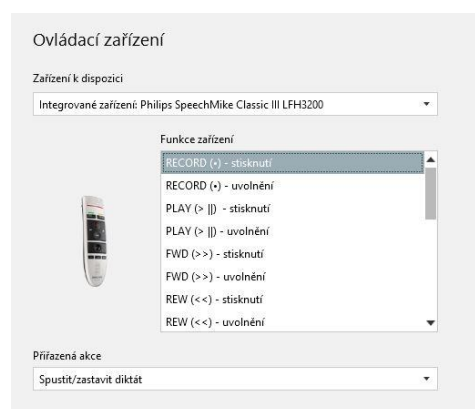 Ovládací zařízení
Zařízení k dispozici
Integrované zařízení: Philips SpeechMike Classic III LFH3200
Funkce zařízení
RECORD (•) - stisknutí
RECORD (•) - uvolnění
PLAY (> ||) - stisknutí
PLAY (> ||) - uvolnění
FWD (>>) - stisknutí
FWD (>>) - uvolnění
REW (<<) - stisknutí
REW (<<) - uvolnění
Přiřazená akce
Spustit/zastavit diktát